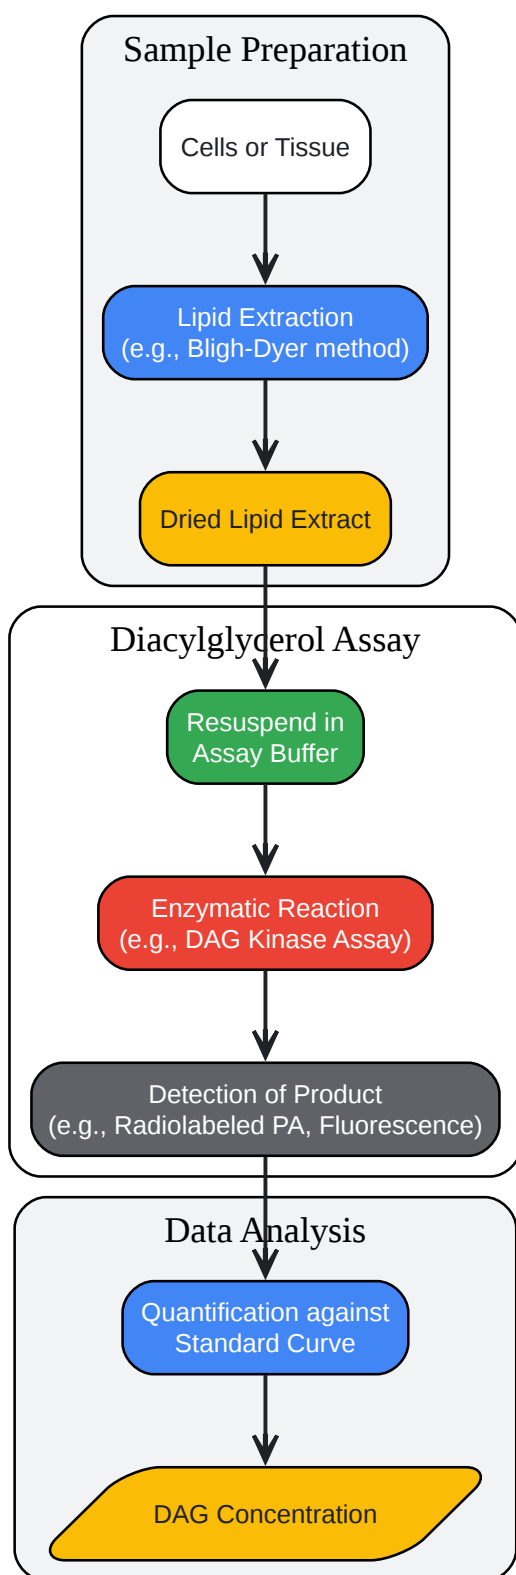 Sample Preparation
Cells or Tissue
Lipid Extraction
(e.g., Bligh-Dyer method)
Dried Lipid Extract
Diacylglycerol Assay
Resuspend in
Assay Buffer
Enzymatic Reaction
(e.g., DAG Kinase Assay)
Detection of Product
(e.g., Radiolabeled PA, Fluorescence)
Data Analysis
Quantification against
Standard Curve
DAG Concentration